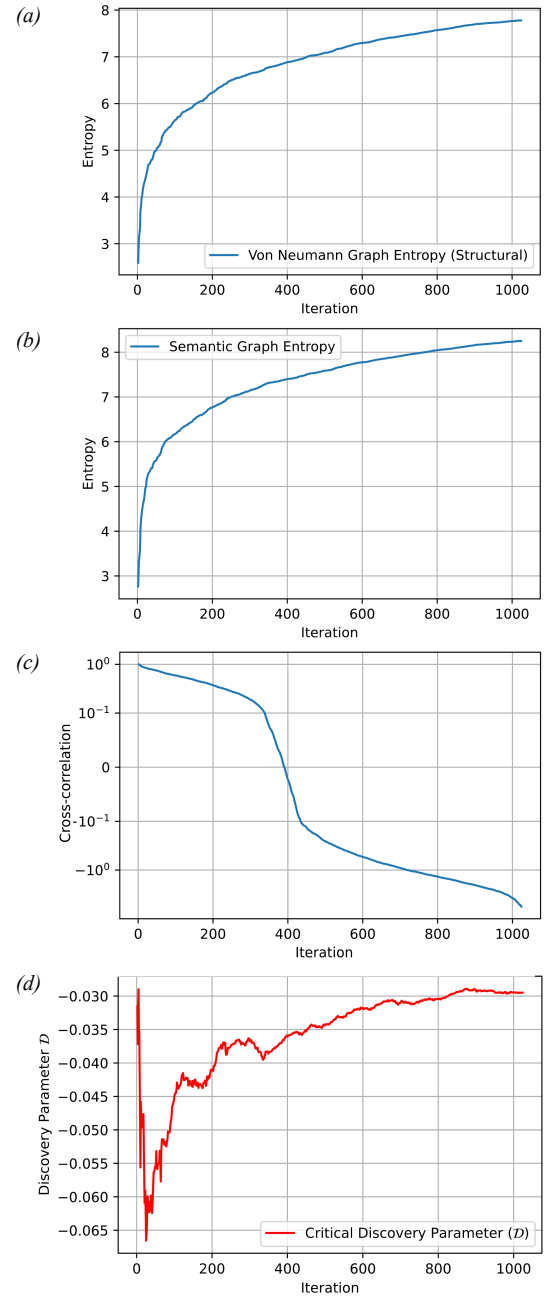 (a)
8
7
6
5
4
3
Entropy
Von Neumann Graph Entropy (Structural)
0 200 400 600 800 1000
Iteration
(b)
Semantic Graph Entropy
8
7
6
5
4
3
Entropy
0 200 400 600 800 1000
Iteration
(c)
10⁰
10⁻¹
0
-10⁻¹
−10⁰
Cross-correlation
0 200 400 600 800 1000
Iteration
(d)
−0.030
−0.035
−0.040
−0.045
−0.050
−0.055
−0.060
−0.065
Discovery Parameter 𝒟
Critical Discovery Parameter (𝒟)
0 200 400 600 800 1000
Iteration